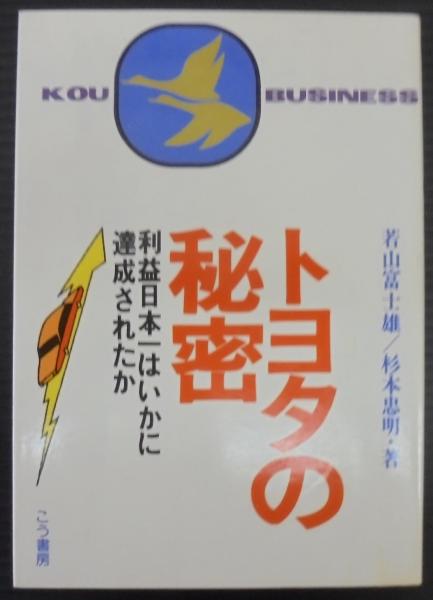 KOU BUSINESS
若山富士雄/杉本忠明・著
トヨタの
秘密
利益日本一はいかに
達成されたか
こう書房